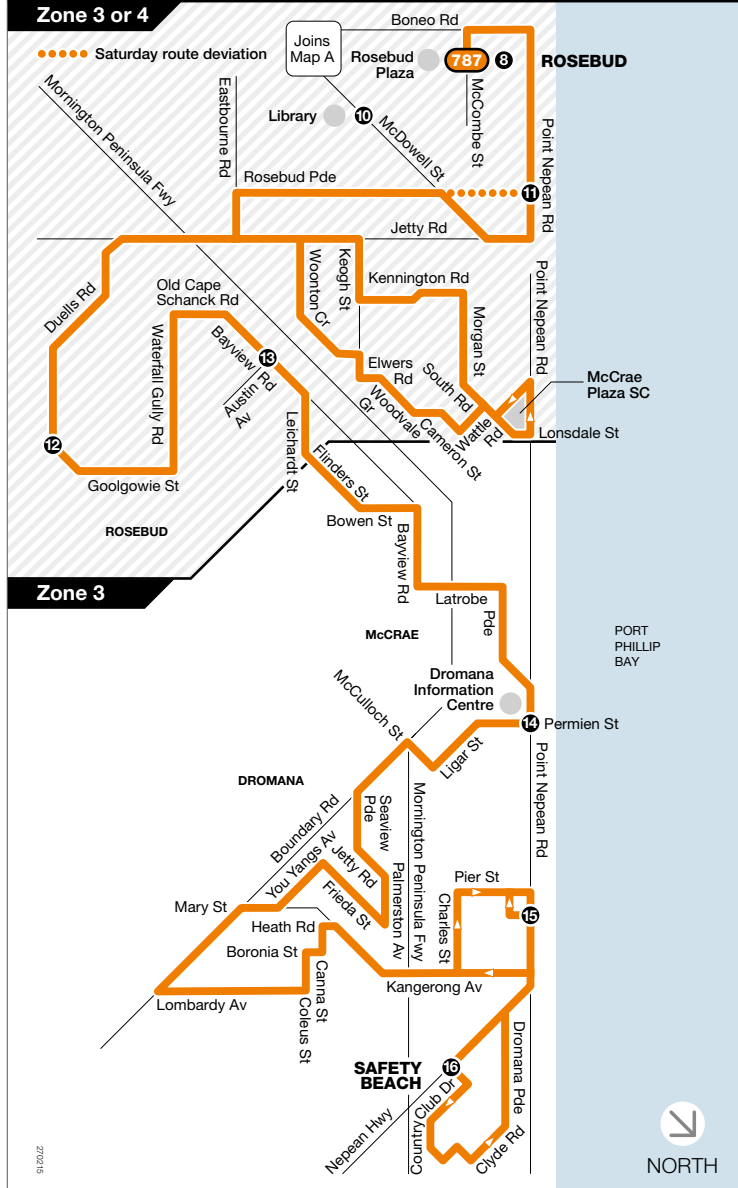 Zone 3 or 4
Saturday route deviation
Joins
Map A
Boneo Rd
Rosebud
Plaza
787
8
ROSEBUD
McCombe St
Library
10
McDowell St
Mornington Peninsula Fwy
Eastbourne Rd
Rosebud Pde
11
Point Nepean Rd
Jetty Rd
Duells Rd
Old Cape
Schanck Rd
Woonton Cr
Keogh St
Kennington Rd
Morgan St
Point Nepean Rd
Waterfall Gully Rd
Bayview Rd
13
Austin
Av
Elwers
Rd
South Rd
McCrae
Plaza SC
Leichardt St
Woodvale
Gr
Cameron St
Wattle
Rd
Lonsdale St
12
Goolgowie St
Flinders St
ROSEBUD
Bowen St
Bayview Rd
Zone 3
Latrobe
Pde
McCRAE
PORT
PHILLIP
BAY
Dromana
Information
Centre
McCulloch St
14
Permien St
Ligar St
Point Nepean Rd
DROMANA
Boundary Rd
Seaview
Pde
Mornington Peninsula Fwy
You Yangs Av
Jetty Rd
Palmerston Av
Frieda St
Pier St
Charles St
15
Mary St
Heath Rd
Boronia St
Canna St
Kangerong Av
Lombardy Av
Coleus St
Dromana Pde
SAFETY
BEACH
16
Country Club Dr
Nepean Hwy
Clyde Rd
NORTH
270215